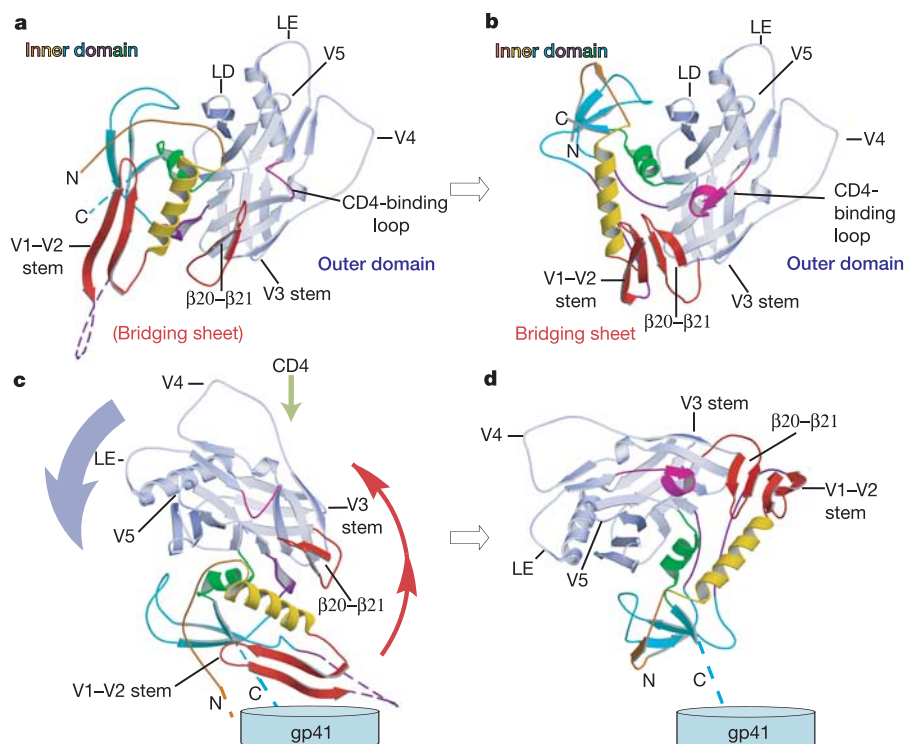 a
LE
Inner domain
LD
V5
V4
N
C
CD4-binding
loop
V1–V2
stem
Outer domain
β20–β21
V3 stem
(Bridging sheet)
b
LE
Inner domain
LD
V5
C
V4
N
CD4-
binding
loop
V1–V2
stem
Outer domain
β20–β21
V3 stem
Bridging sheet
c
CD4
V4
LE
V3
stem
V5
β20–β21
V1–V2 stem
N
C
gp41
d
V3 stem
β20–β21
V4
V1–V2
stem
LE
V5
N
C
gp41